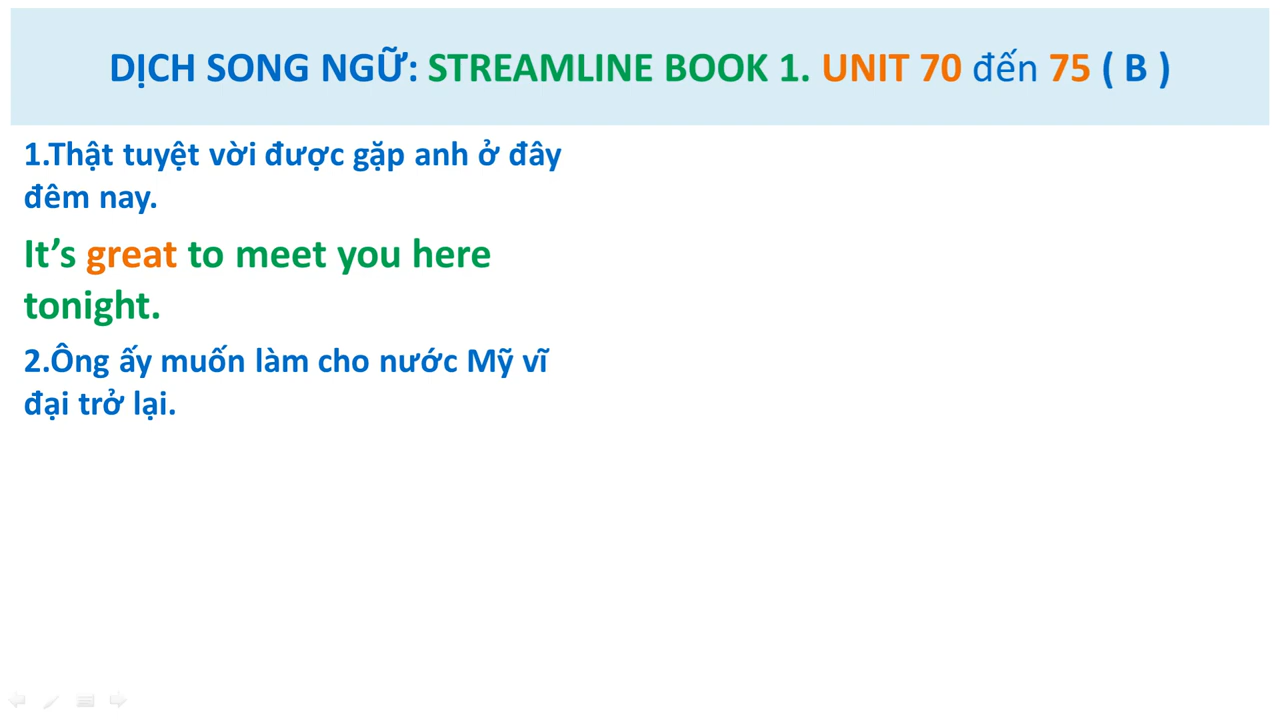 DỊCH SONG NGỮ: STREAMLINE BOOK 1. UNIT 70 đến 75 ( B )
1.Thật tuyệt vời được gặp anh ở đây
đêm nay.
It’s great to meet you here
tonight.
2.Ông ấy muốn làm cho nước Mỹ vĩ
đại trở lại.